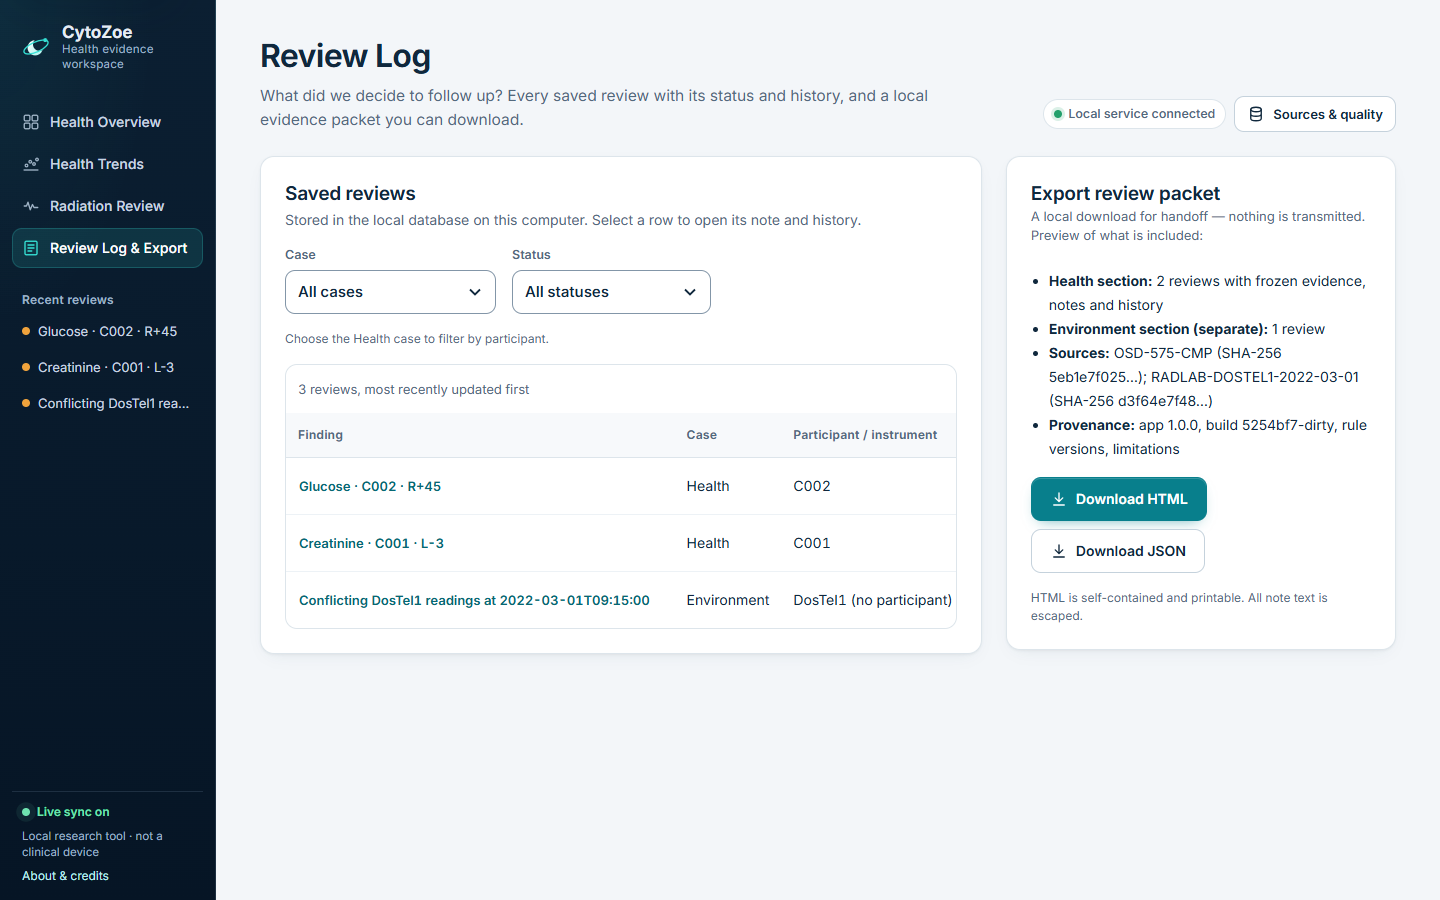 CytoZoe
Health evidence
workspace
Health Overview
Health Trends
Radiation Review
Review Log & Export
Recent reviews
Glucose · C002 · R+45
Creatinine · C001 · L-3
Conflicting DosTel1 rea...
Live sync on
Local research tool · not a
clinical device
About & credits
Review Log
What did we decide to follow up? Every saved review with its status and history, and a local
evidence packet you can download.
Local service connected
Sources & quality
Saved reviews
Stored in the local database on this computer. Select a row to open its note and history.
Case
Status
All cases
All statuses
Choose the Health case to filter by participant.
3 reviews, most recently updated first
Finding Case Participant / instrument
Glucose · C002 · R+45 Health C002
Creatinine · C001 · L-3 Health C001
Conflicting DosTel1 readings at 2022-03-01T09:15:00 Environment DosTel1 (no participant)
Export review packet
A local download for handoff — nothing is transmitted.
Preview of what is included:
• Health section: 2 reviews with frozen evidence,
notes and history
• Environment section (separate): 1 review
• Sources: OSD-575-CMP (SHA-256
5eb1e7f025...); RADLAB-DOSTEL1-2022-03-01
(SHA-256 d3f64e7f48...)
• Provenance: app 1.0.0, build 5254bf7-dirty, rule
versions, limitations
Download HTML
Download JSON
HTML is self-contained and printable. All note text is
escaped.